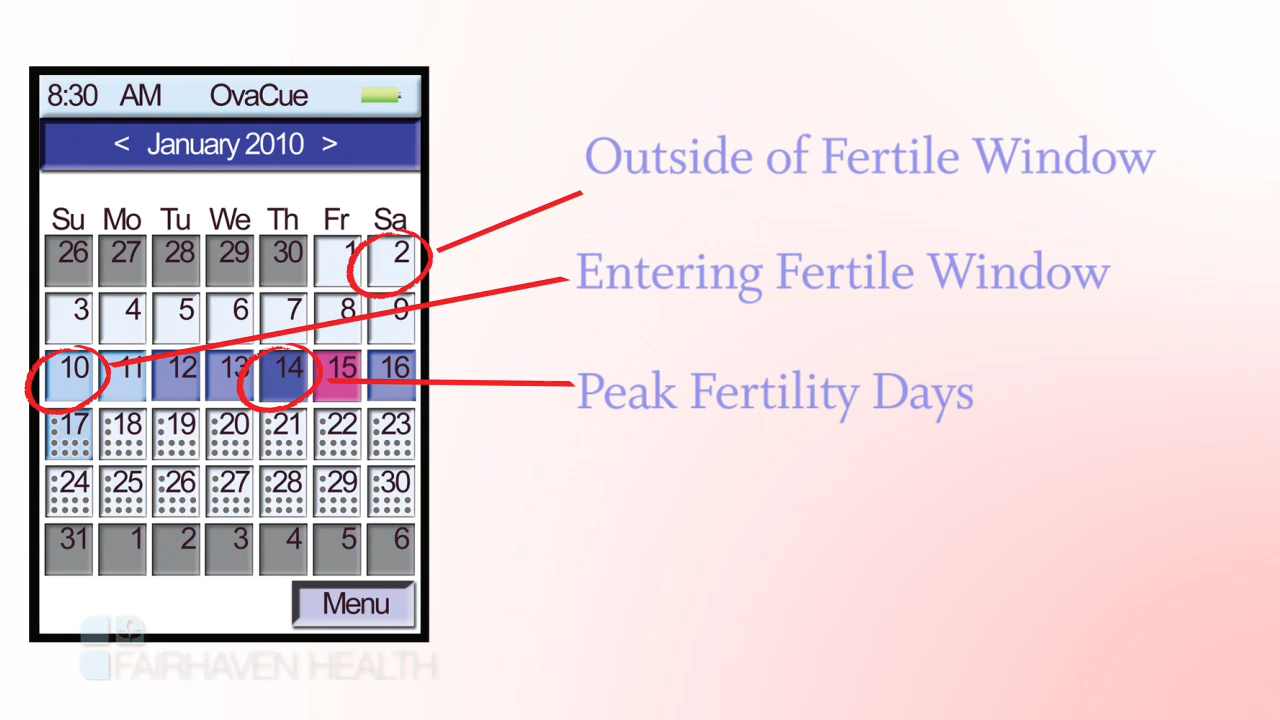 8:30 AM OvaCue
< January 2010 >
Su Mo Tu We Th Fr Sa
26 27 28 29 30 1 2
3 4 5 6 7 8 9
10 11 12 13 14 15 16
17 18 19 20 21 22 23
24 25 26 27 28 29 30
31 1 2 3 4 5 6
Menu
Outside of Fertile Window
Entering Fertile Window
Peak Fertility Days
FAIRHAVEN HEALTH